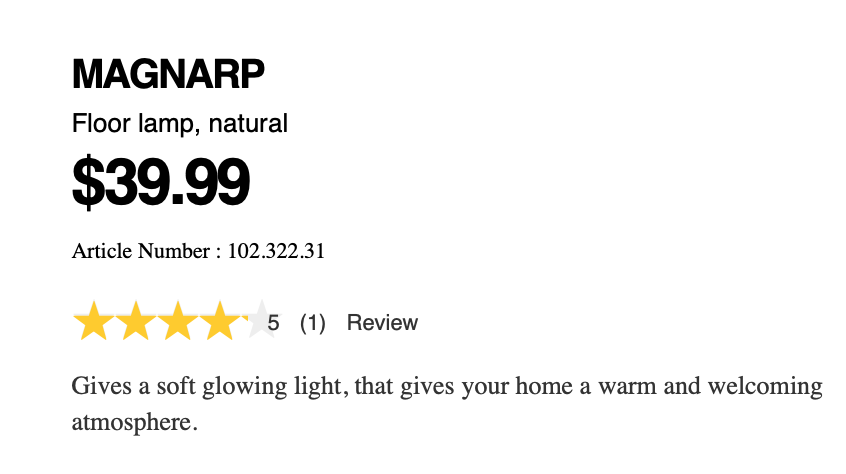 MAGNARP
Floor lamp, natural
$39.99
Article Number : 102.322.31
5 (1) Review
Gives a soft glowing light, that gives your home a warm and welcoming
atmosphere.